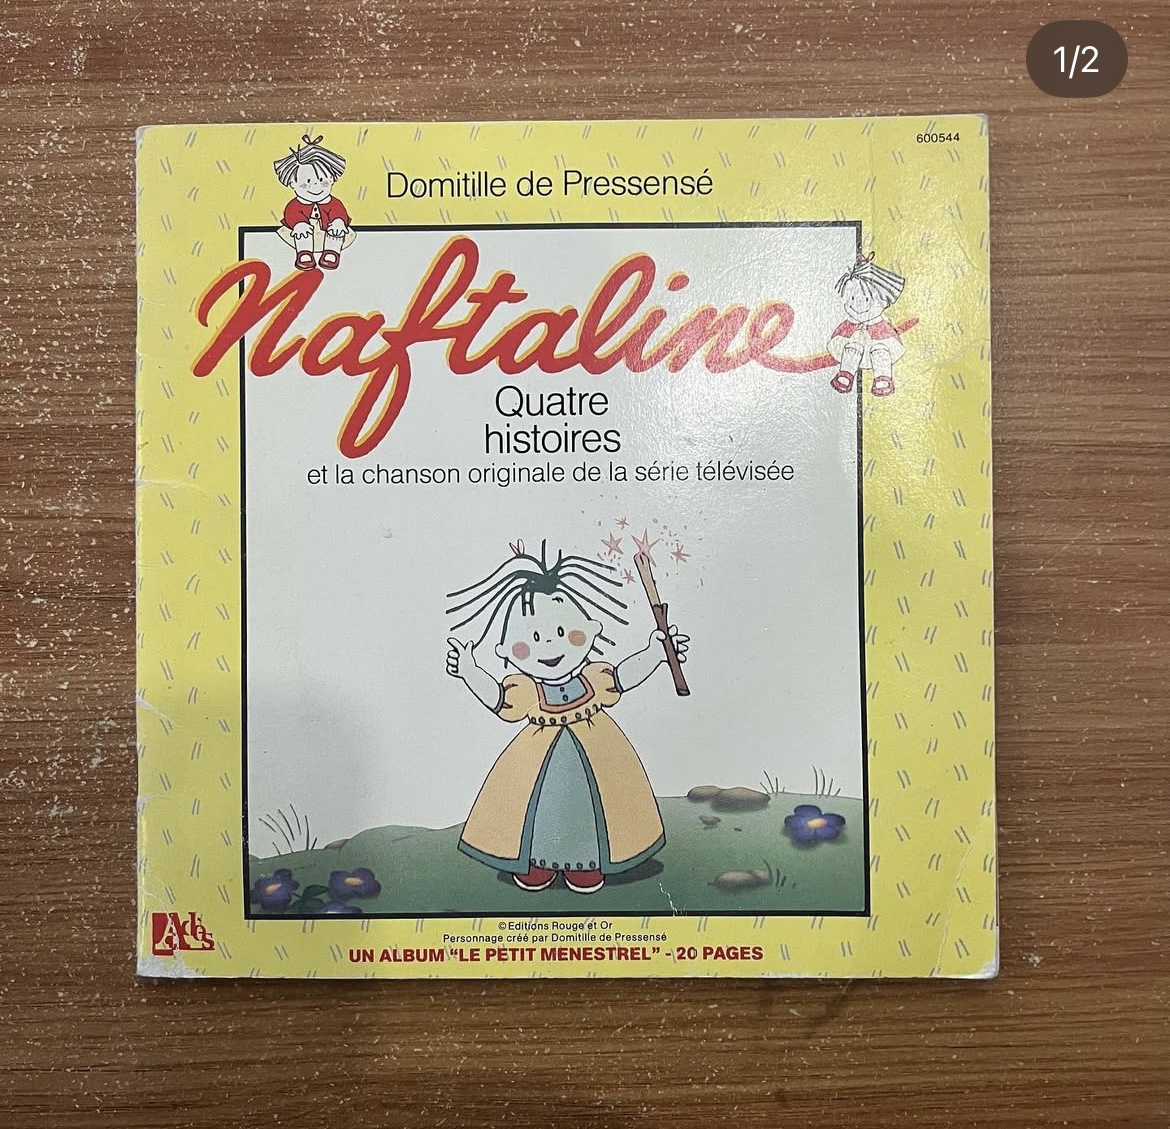 1/2
600544
Domitille de Pressensé
Naftaline
Quatre
histoires
et la chanson originale de la série télévisée
Adès
© Editions Rouge et Or
Personnage créé par Domitille de Pressensé
UN ALBUM “LE PETIT MENESTREL” - 20 PAGES